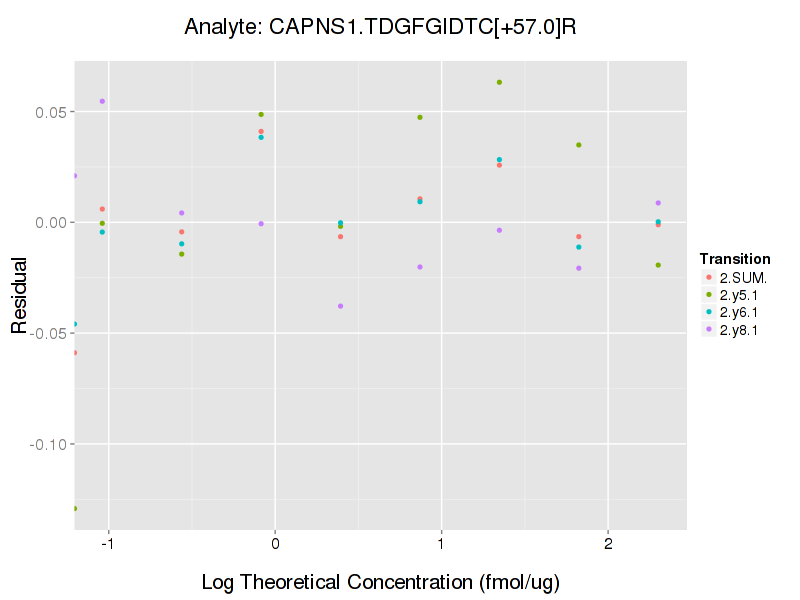 Analyte: CAPNS1.TDGFGIDTC[+57.0]R
Residual
0.05
0.00
-0.05
-0.10
-1
0
1
2
Log Theoretical Concentration (fmol/ug)
Transition
2.SUM.
2.y5.1
2.y6.1
2.y8.1